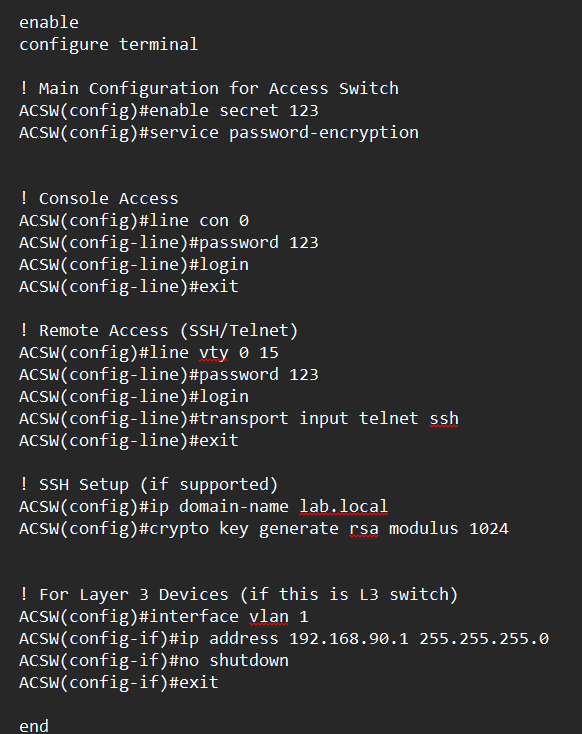 enable
configure terminal
! Main Configuration for Access Switch
ACSW(config)#enable secret 123
ACSW(config)#service password-encryption
! Console Access
ACSW(config)#line con 0
ACSW(config-line)#password 123
ACSW(config-line)#login
ACSW(config-line)#exit
! Remote Access (SSH/Telnet)
ACSW(config)#line vty 0 15
ACSW(config-line)#password 123
ACSW(config-line)#login
ACSW(config-line)#transport input telnet ssh
ACSW(config-line)#exit
! SSH Setup (if supported)
ACSW(config)#ip domain-name lab.local
ACSW(config)#crypto key generate rsa modulus 1024
! For Layer 3 Devices (if this is L3 switch)
ACSW(config)#interface vlan 1
ACSW(config-if)#ip address 192.168.90.1 255.255.255.0
ACSW(config-if)#no shutdown
ACSW(config-if)#exit
end